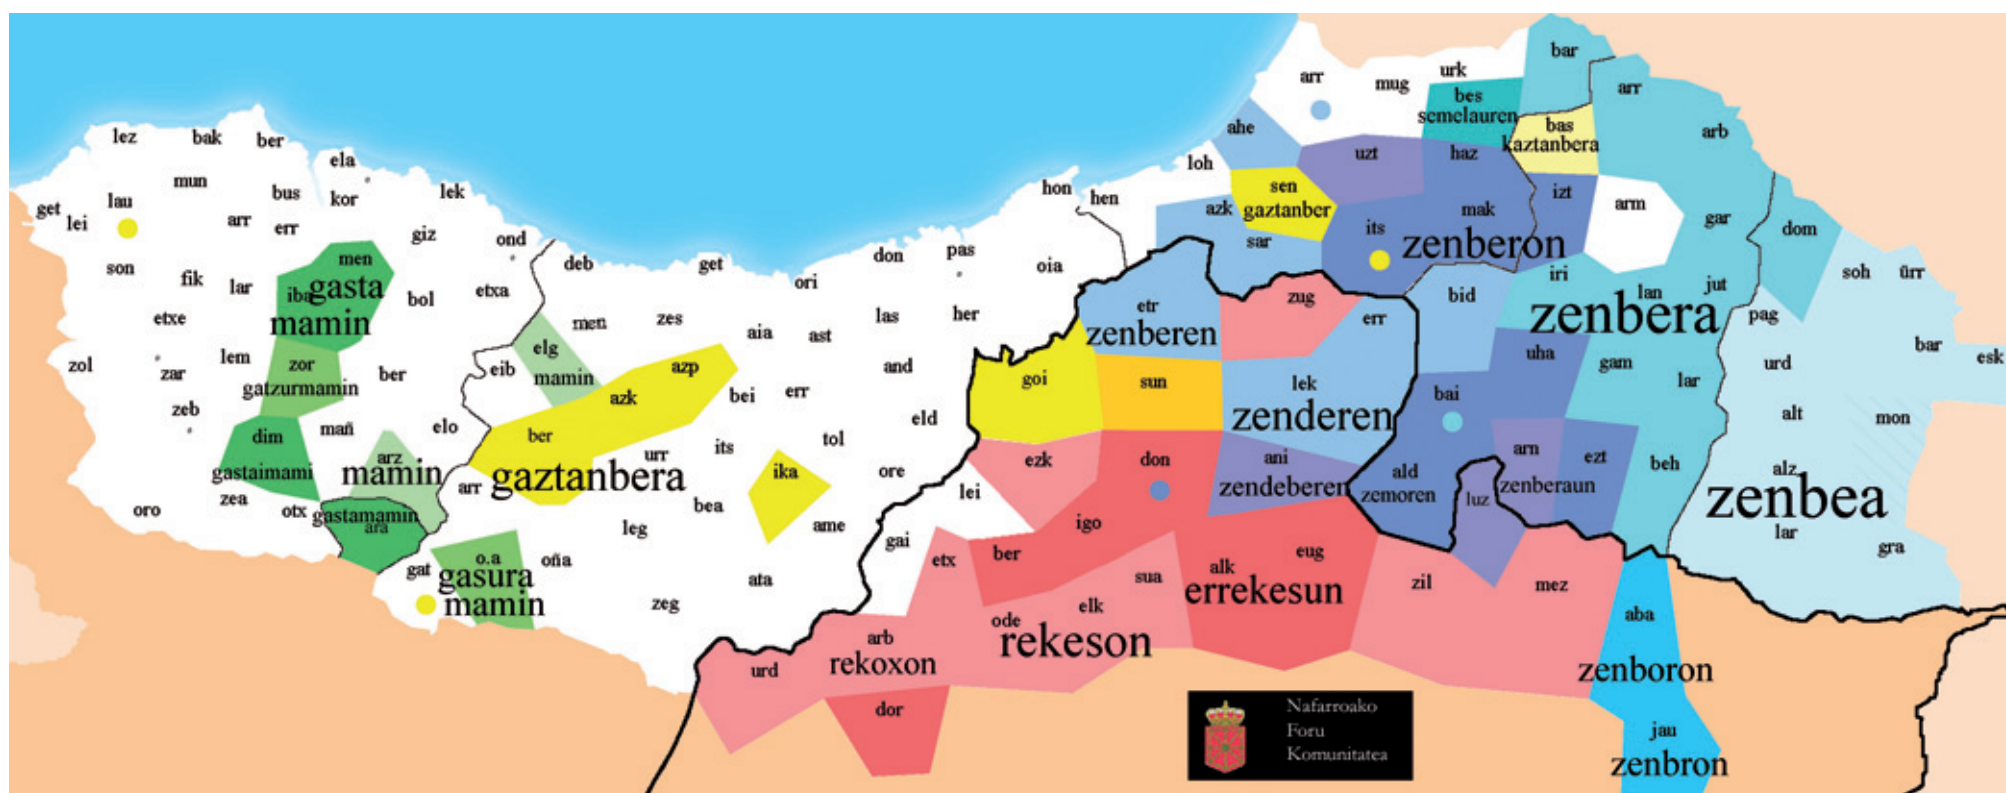 lez
bak
ber
ela
mun
lau
bus
kor
lek
get
lei
arr
err
giz
ond
son
fik
lar
men
iba
gasta
mamin
bol
etxa
etxe
zol
zar
lem
zor
gatzurmamin
ber
zeb
dim
gastaimami
mañ
elo
arz
mamin
oro
zea
otx
gastamamin
ara
deb
get
ori
don
pas
oia
hon
hen
men
zes
aia
ast
las
her
elg
mamin
eib
azp
azk
bei
err
and
eld
ber
urr
its
tol
gaztanbera
arr
ika
ore
lei
bea
ame
leg
gat
o.a
gasura
mamin
oña
ata
zeg
gai
loh
ahe
arr
mug
urk
bar
bes
semelauren
bas
kaztanbera
arr
arb
uzt
haz
sen
gaztanber
azk
sar
its
mak
zenberon
izt
arm
gar
dom
soh
ürr
iri
lan
jut
zenbera
bid
pag
urd
bar
esk
etr
zenberen
zug
err
goi
sun
lek
zenderen
uha
gam
lar
bai
alt
mon
ezk
don
ani
zendeberen
ald
zemoren
luz
arn
ezt
zenberaun
beh
alz
zenbea
lar
gra
igo
ber
etx
sua
elk
ode
rekeson
alk
eug
errekesun
zil
mez
aba
zenboron
arb
rekoxon
urd
dor
jau
zenbron
Nafarroako
Foru
Komunitatea